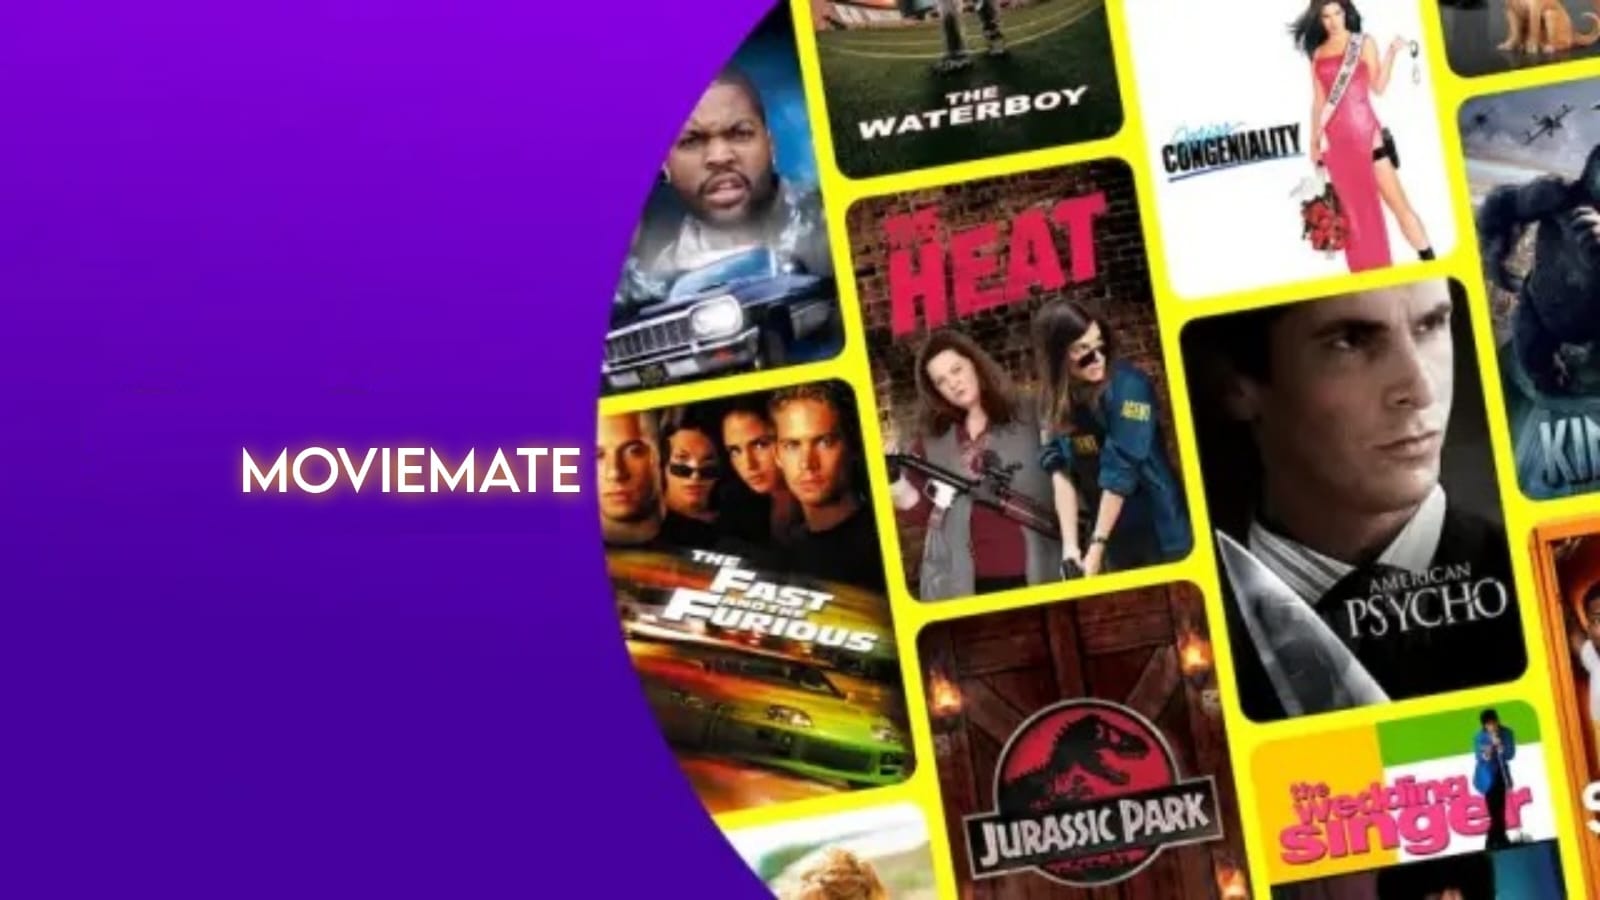 MOVIEMATE
THE
WATERBOY
CONGENIALITY
THE
HEAT
AGENT
THE
FAST
AND THE
FURIOUS
AMERICAN
PSYCHO
JURASSIC PARK
the
wedding
singer